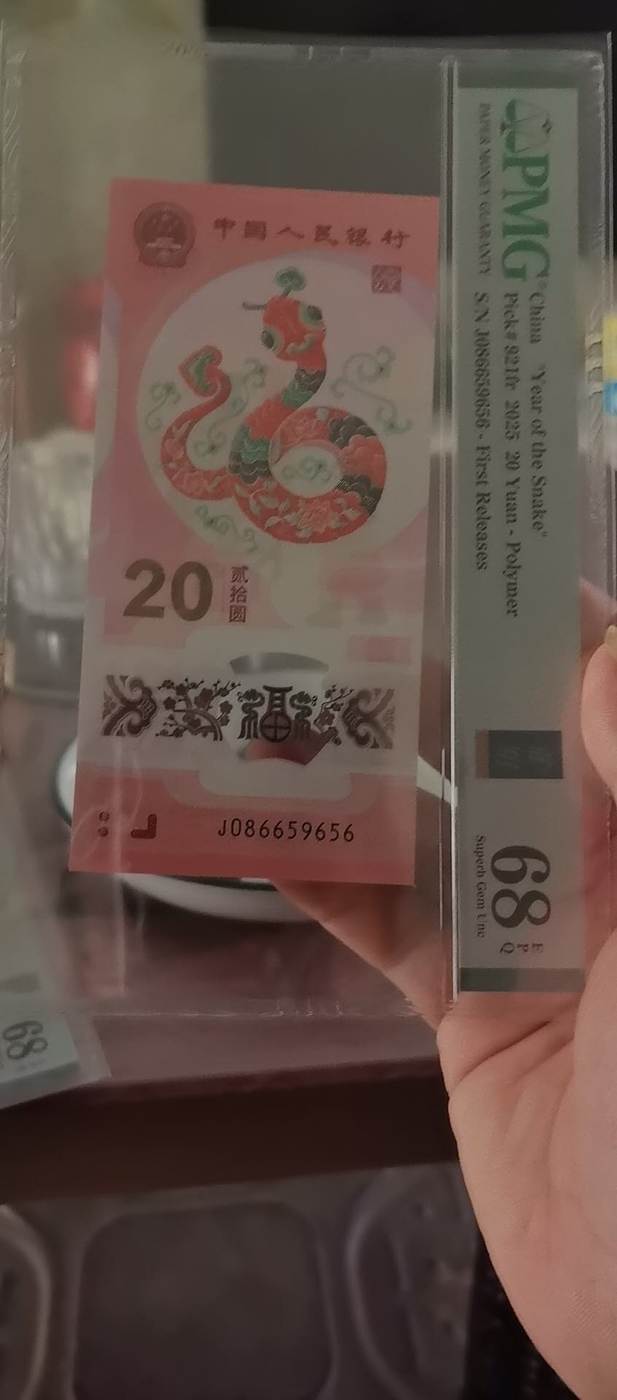 中国人民银行
20
贰拾圆
J086659656
PMG®
PAPER MONEY GUARANTY
China "Year of the Snake"
Pick# 921fr 2025 20 Yuan - Polymer
S/N J086659656 - First Releases
68
EPQ
Superb Gem Unc
68